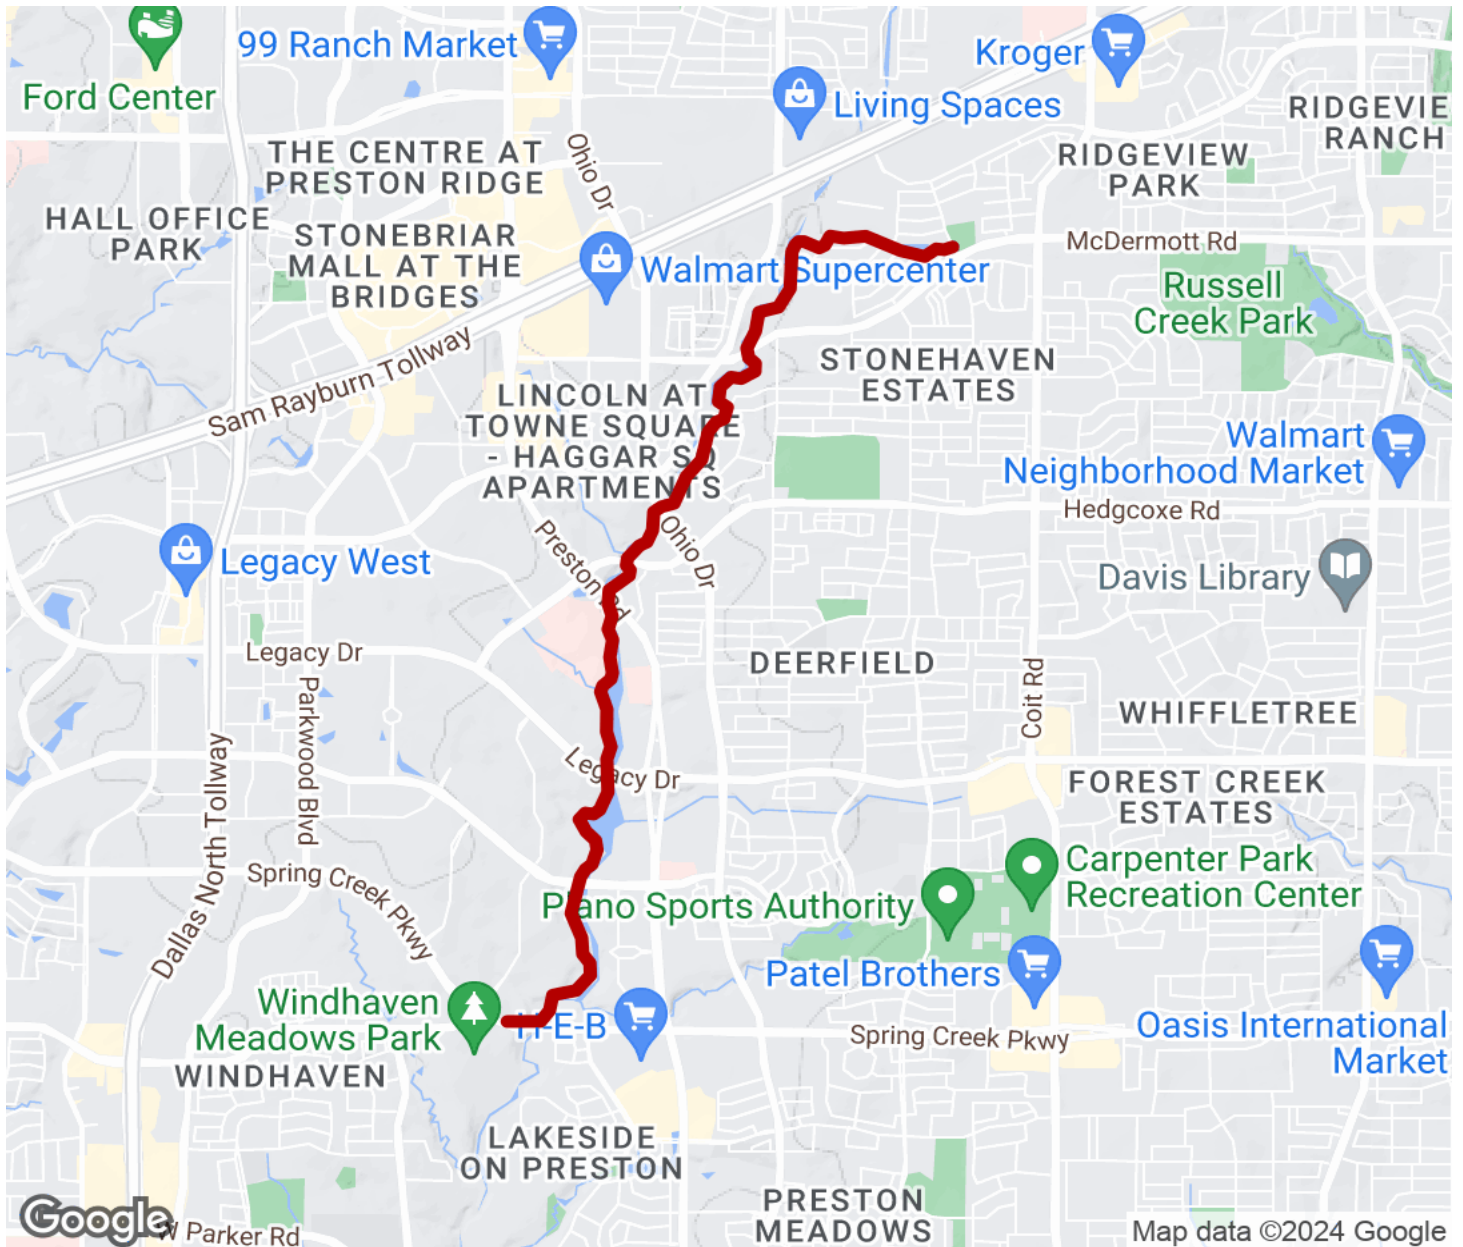 99 Ranch Market
Kroger
Ford Center
Living Spaces
RIDGEVIE
RANCH
Ohio Dr
THE CENTRE AT
PRESTON RIDGE
RIDGEVIEW
PARK
HALL OFFICE
PARK
STONEBRIAR
MALL AT THE
BRIDGES
McDermott Rd
Walmart Supercenter
Russell
Creek Park
Sam Rayburn Tollway
STONEHAVEN
ESTATES
LINCOLN AT
TOWNE SQUARE
- HAGGAR SQ
APARTMENTS
Walmart
Neighborhood Market
Hedgcoxe Rd
Preston Rd
Ohio Dr
Legacy West
Davis Library
Legacy Dr
DEERFIELD
Parkwood Blvd
Coit Rd
WHIFFLETREE
Dallas North Tollway
Legacy Dr
FOREST CREEK
ESTATES
Spring Creek Pkwy
Carpenter Park
Recreation Center
Plano Sports Authority
Patel Brothers
Windhaven
Meadows Park
H-E-B
Spring Creek Pkwy
Oasis International
Market
WINDHAVEN
LAKESIDE
ON PRESTON
PRESTON
MEADOWS
Google
W Parker Rd
Map data ©2024 Google